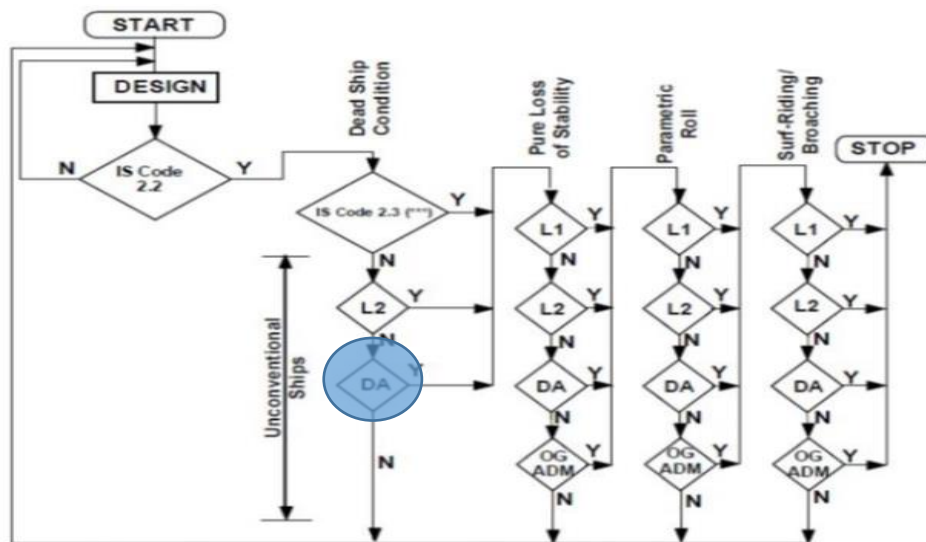 START
DESIGN
N
IS Code
2.2
Y
Dead Ship
Condition
IS Code 2.3 (***)
Y
N
L2
Y
N
DA
Y
N
Unconventional
Ships
Pure Loss
of Stability
L1
Y
N
L2
Y
N
DA
Y
N
OG
ADM
Y
N
Parametric
Roll
L1
Y
N
L2
Y
N
DA
Y
N
OG
ADM
Y
N
Surf-Riding/
Broaching
L1
Y
N
L2
Y
N
DA
Y
N
OG
ADM
Y
N
STOP